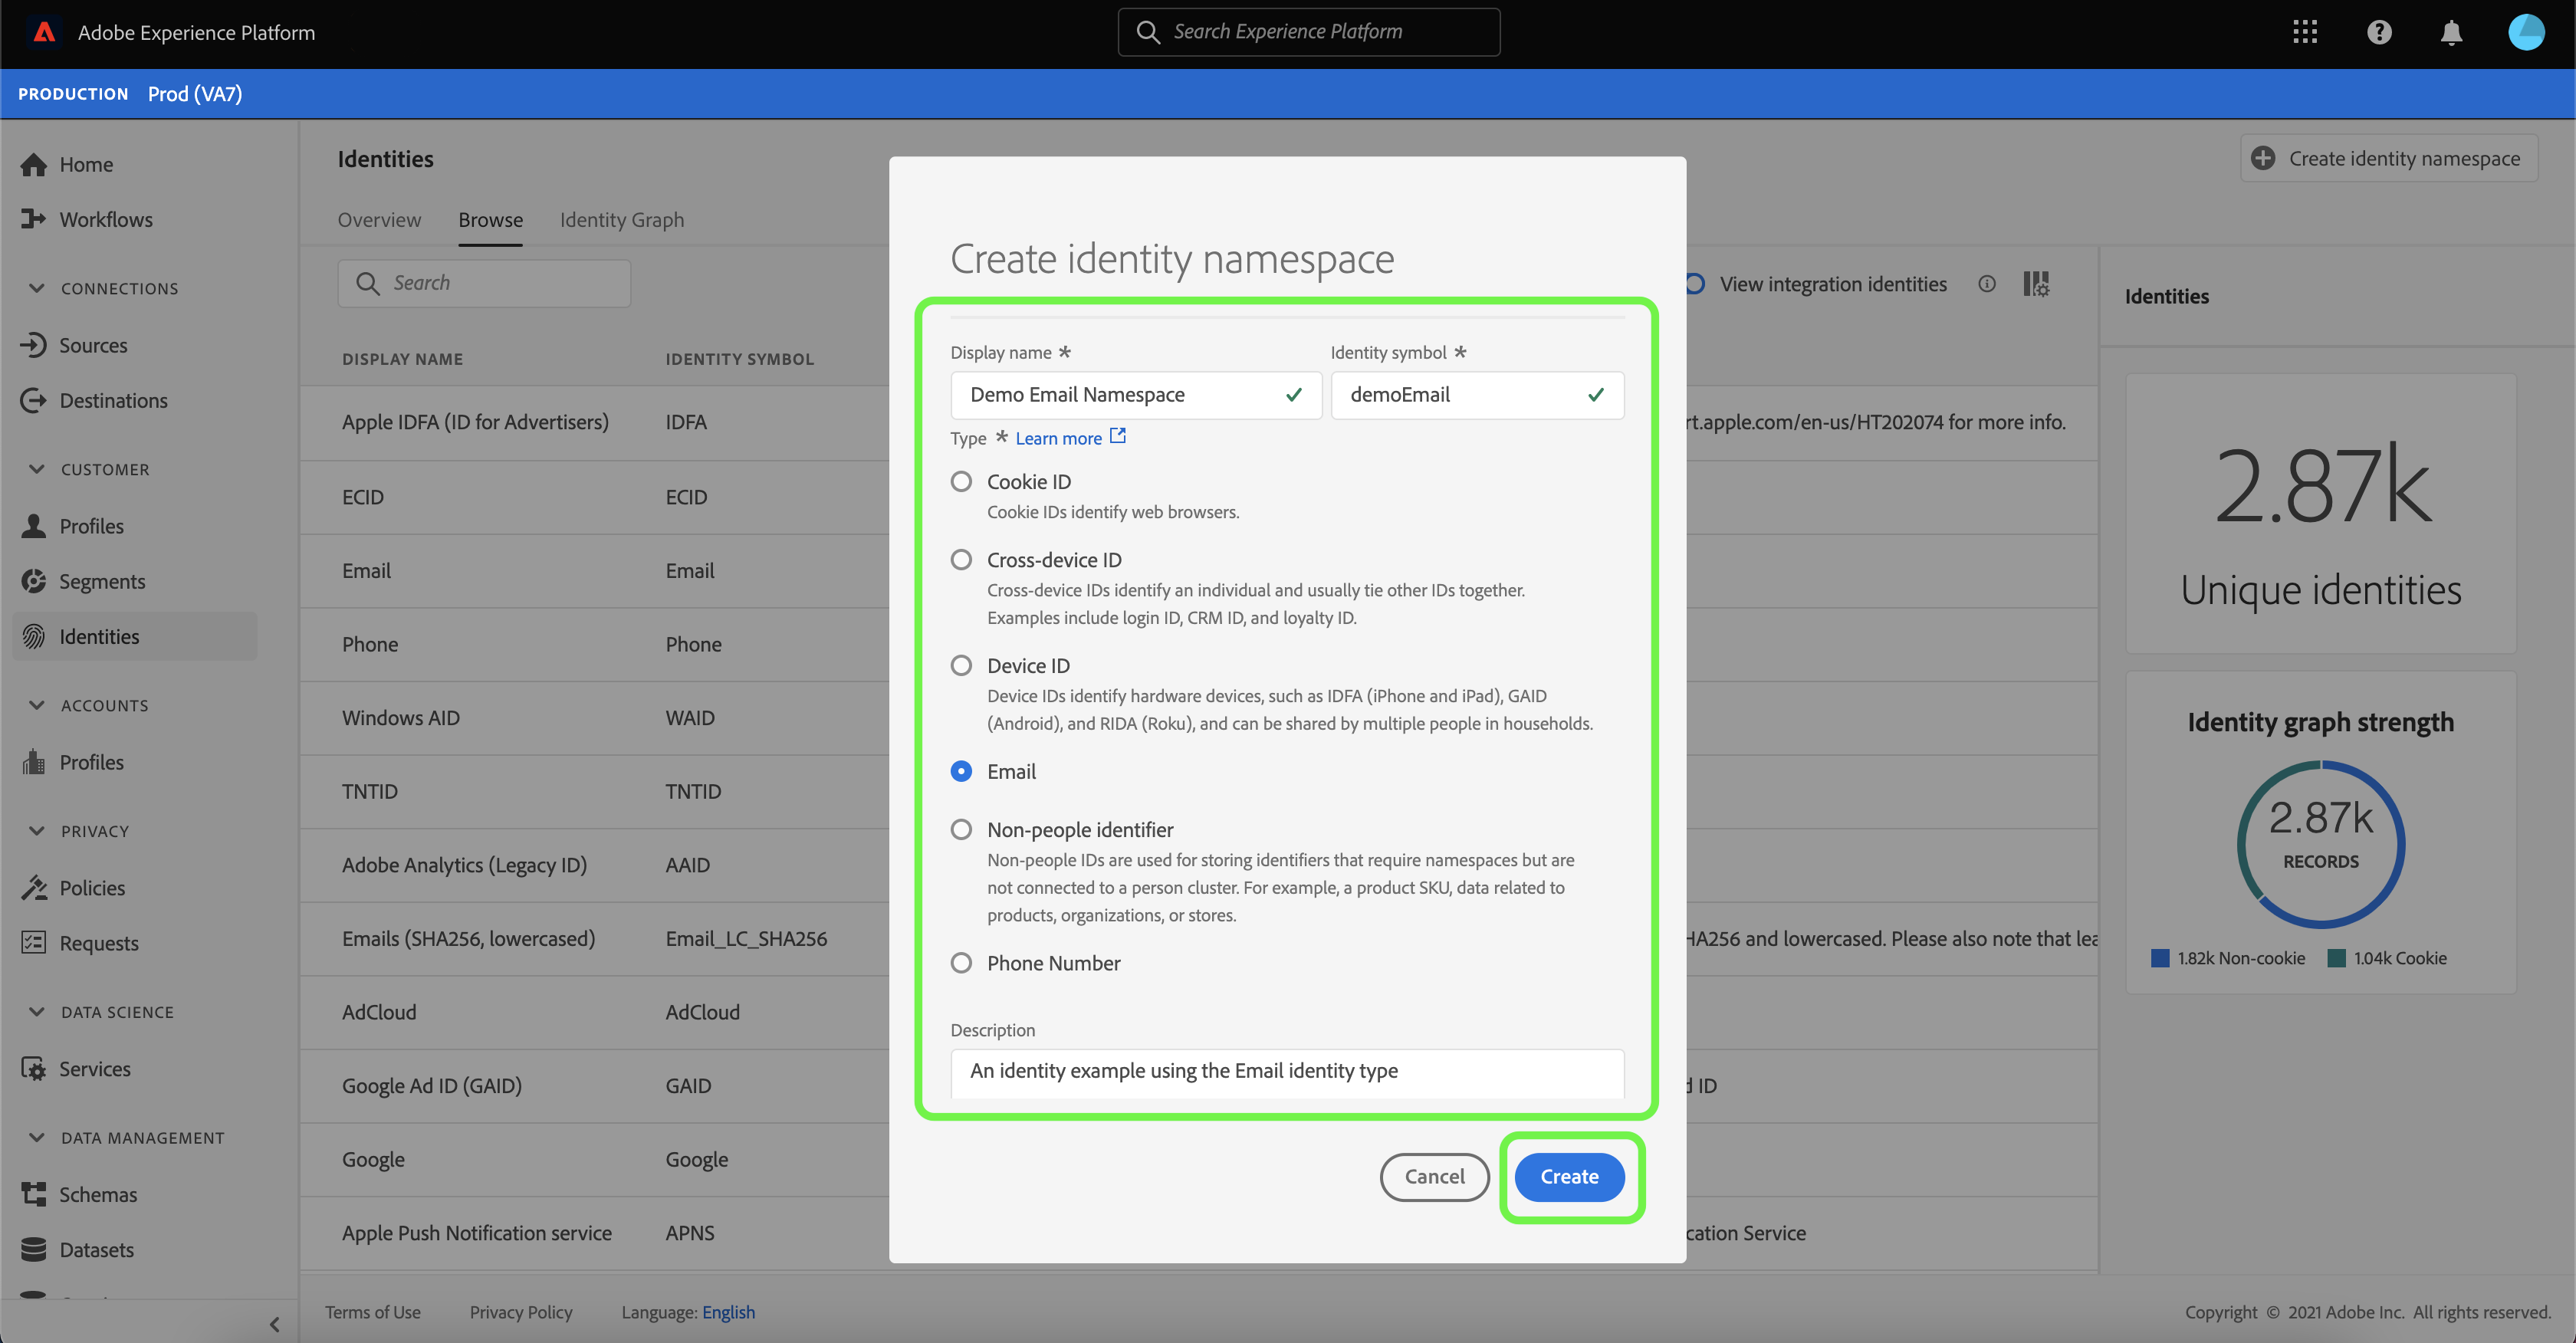 Adobe Experience Platform
Search Experience Platform
PRODUCTION Prod (VA7)
Home
Workflows
CONNECTIONS
Sources
Destinations
CUSTOMER
Profiles
Segments
Identities
ACCOUNTS
Profiles
PRIVACY
Policies
Requests
DATA SCIENCE
Services
DATA MANAGEMENT
Schemas
Datasets
Identities
Create identity namespace
Overview Browse Identity Graph
Search
View integration identities
DISPLAY NAME IDENTITY SYMBOL
Apple IDFA (ID for Advertisers) IDFA
rt.apple.com/en-us/HT202074 for more info.
ECID ECID
Email Email
Phone Phone
Windows AID WAID
TNTID TNTID
Adobe Analytics (Legacy ID) AAID
Emails (SHA256, lowercased) Email_LC_SHA256
HA256 and lowercased. Please also note that lea
AdCloud AdCloud
Google Ad ID (GAID) GAID
d ID
Google Google
Apple Push Notification service APNS
cation Service
Create identity namespace
Display name * Identity symbol *
Demo Email Namespace demoEmail
Type * Learn more
Cookie ID
Cookie IDs identify web browsers.
Cross-device ID
Cross-device IDs identify an individual and usually tie other IDs together.
Examples include login ID, CRM ID, and loyalty ID.
Device ID
Device IDs identify hardware devices, such as IDFA (iPhone and iPad), GAID
(Android), and RIDA (Roku), and can be shared by multiple people in households.
Email
Non-people identifier
Non-people IDs are used for storing identifiers that require namespaces but are
not connected to a person cluster. For example, a product SKU, data related to
products, organizations, or stores.
Phone Number
Description
An identity example using the Email identity type
Cancel Create
Identities
2.87k
Unique identities
Identity graph strength
2.87k
RECORDS
1.82k Non-cookie 1.04k Cookie
Terms of Use Privacy Policy Language: English
Copyright © 2021 Adobe Inc. All rights reserved.